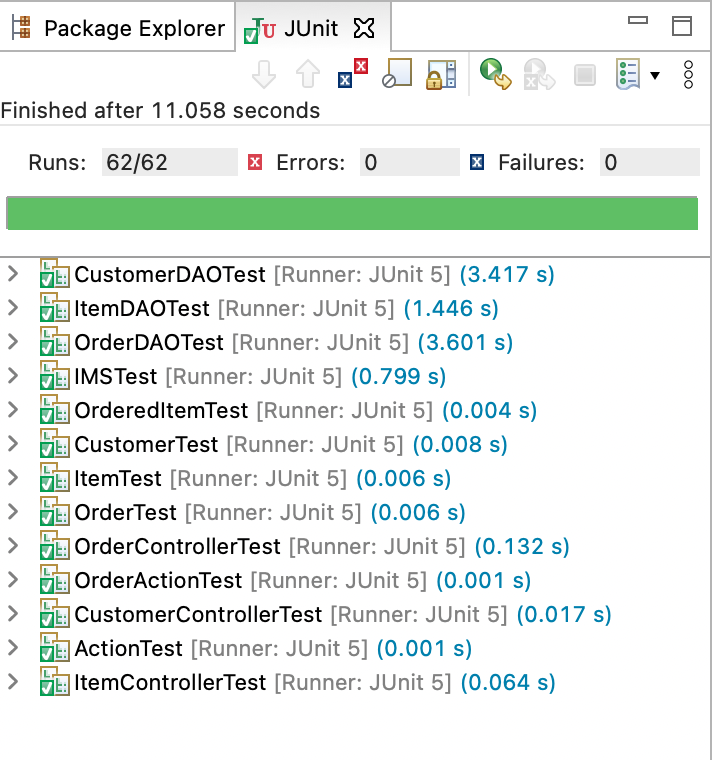 Package Explorer JUnit
Finished after 11.058 seconds
Runs: 62/62 Errors: 0 Failures: 0
CustomerDAOTest [Runner: JUnit 5] (3.417 s)
ItemDAOTest [Runner: JUnit 5] (1.446 s)
OrderDAOTest [Runner: JUnit 5] (3.601 s)
IMSTest [Runner: JUnit 5] (0.799 s)
OrderedItemTest [Runner: JUnit 5] (0.004 s)
CustomerTest [Runner: JUnit 5] (0.008 s)
ItemTest [Runner: JUnit 5] (0.006 s)
OrderTest [Runner: JUnit 5] (0.006 s)
OrderControllerTest [Runner: JUnit 5] (0.132 s)
OrderActionTest [Runner: JUnit 5] (0.001 s)
CustomerControllerTest [Runner: JUnit 5] (0.017 s)
ActionTest [Runner: JUnit 5] (0.001 s)
ItemControllerTest [Runner: JUnit 5] (0.064 s)